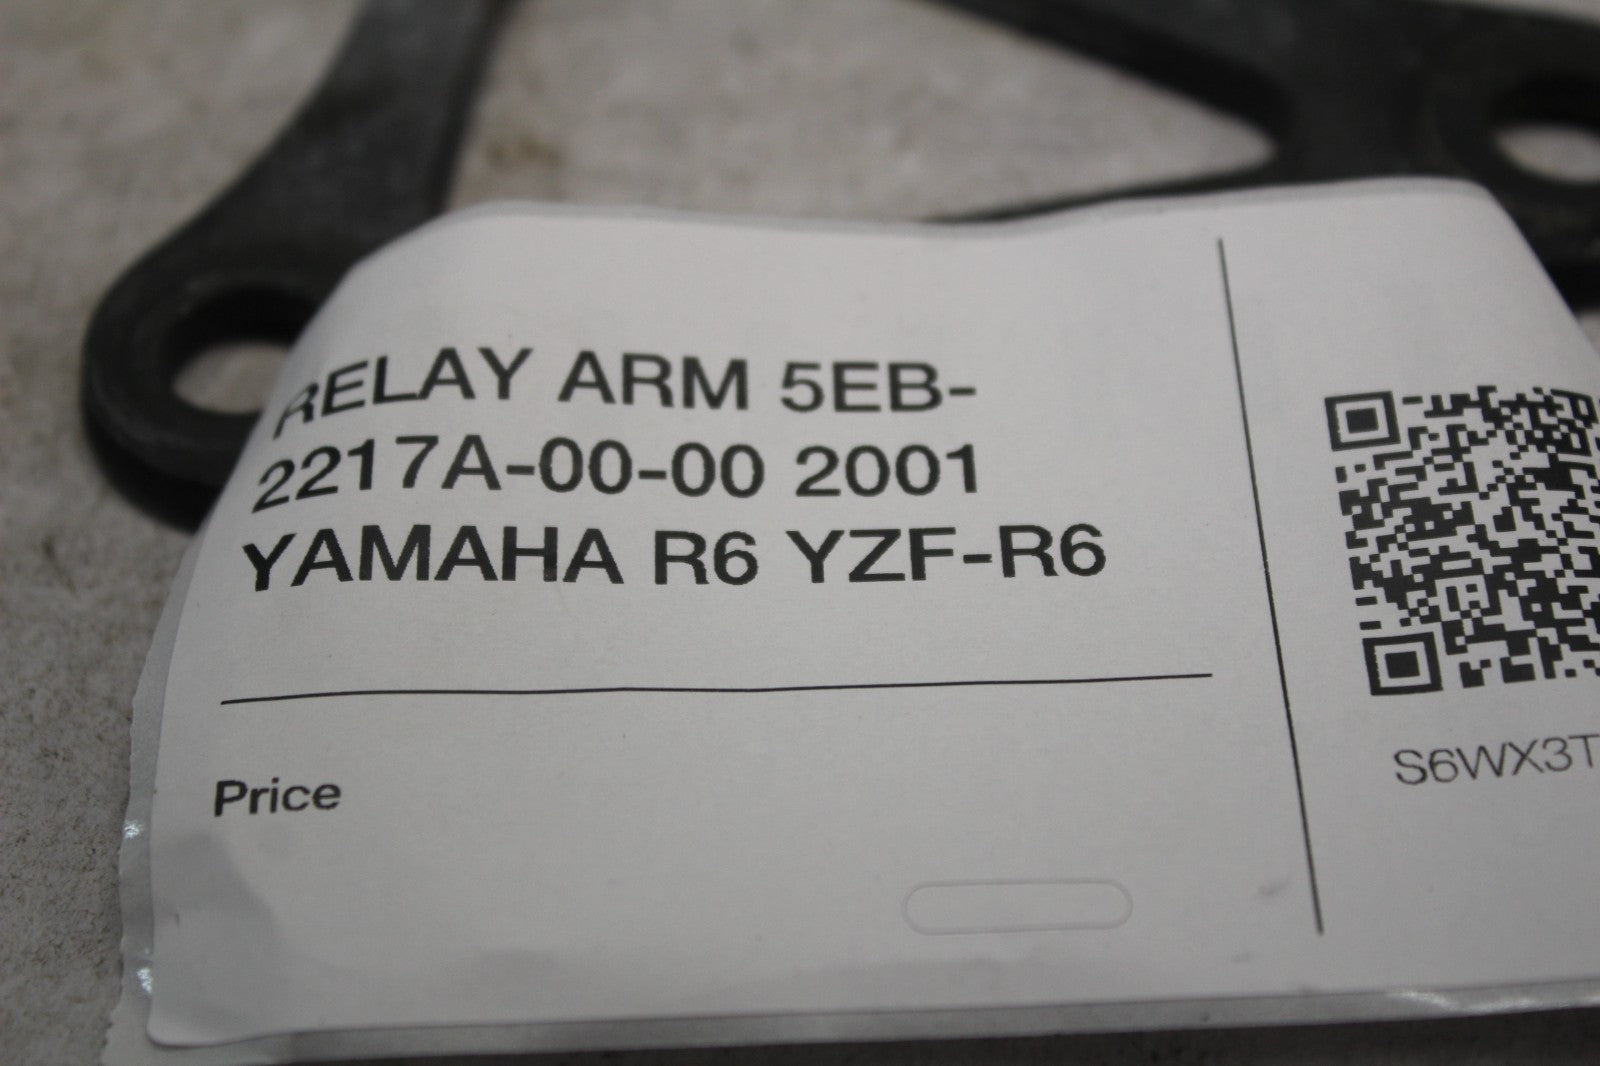 RELAY ARM 5EB-
2217A-00-00 2001
YAMAHA R6 YZF-R6
Price
S6WX3T